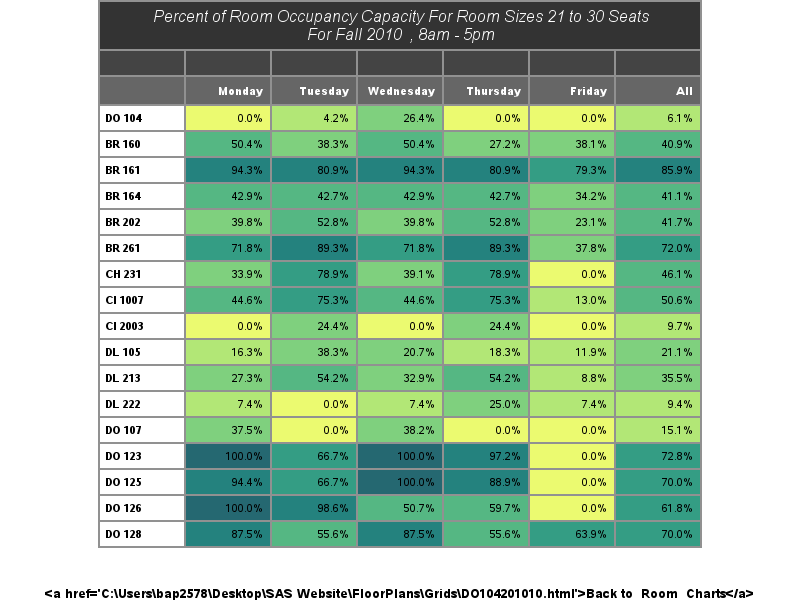 Percent of Room Occupancy Capacity For Room Sizes 21 to 30 Seats
For Fall 2010 , 8am - 5pm
Monday Tuesday Wednesday Thursday Friday All
DO 104 0.0% 4.2% 26.4% 0.0% 0.0% 6.1%
BR 160 50.4% 38.3% 50.4% 27.2% 38.1% 40.9%
BR 161 94.3% 80.9% 94.3% 80.9% 79.3% 85.9%
BR 164 42.9% 42.7% 42.9% 42.7% 34.2% 41.1%
BR 202 39.8% 52.8% 39.8% 52.8% 23.1% 41.7%
BR 261 71.8% 89.3% 71.8% 89.3% 37.8% 72.0%
CH 231 33.9% 78.9% 39.1% 78.9% 0.0% 46.1%
CI 1007 44.6% 75.3% 44.6% 75.3% 13.0% 50.6%
CI 2003 0.0% 24.4% 0.0% 24.4% 0.0% 9.7%
DL 105 16.3% 38.3% 20.7% 18.3% 11.9% 21.1%
DL 213 27.3% 54.2% 32.9% 54.2% 8.8% 35.5%
DL 222 7.4% 0.0% 7.4% 25.0% 7.4% 9.4%
DO 107 37.5% 0.0% 38.2% 0.0% 0.0% 15.1%
DO 123 100.0% 66.7% 100.0% 97.2% 0.0% 72.8%
DO 125 94.4% 66.7% 100.0% 88.9% 0.0% 70.0%
DO 126 100.0% 98.6% 50.7% 59.7% 0.0% 61.8%
DO 128 87.5% 55.6% 87.5% 55.6% 63.9% 70.0%
<a href='C:\Users\bap2578\Desktop\SAS Website\FloorPlans\Grids\DO104201010.html'>Back to Room Charts</a>